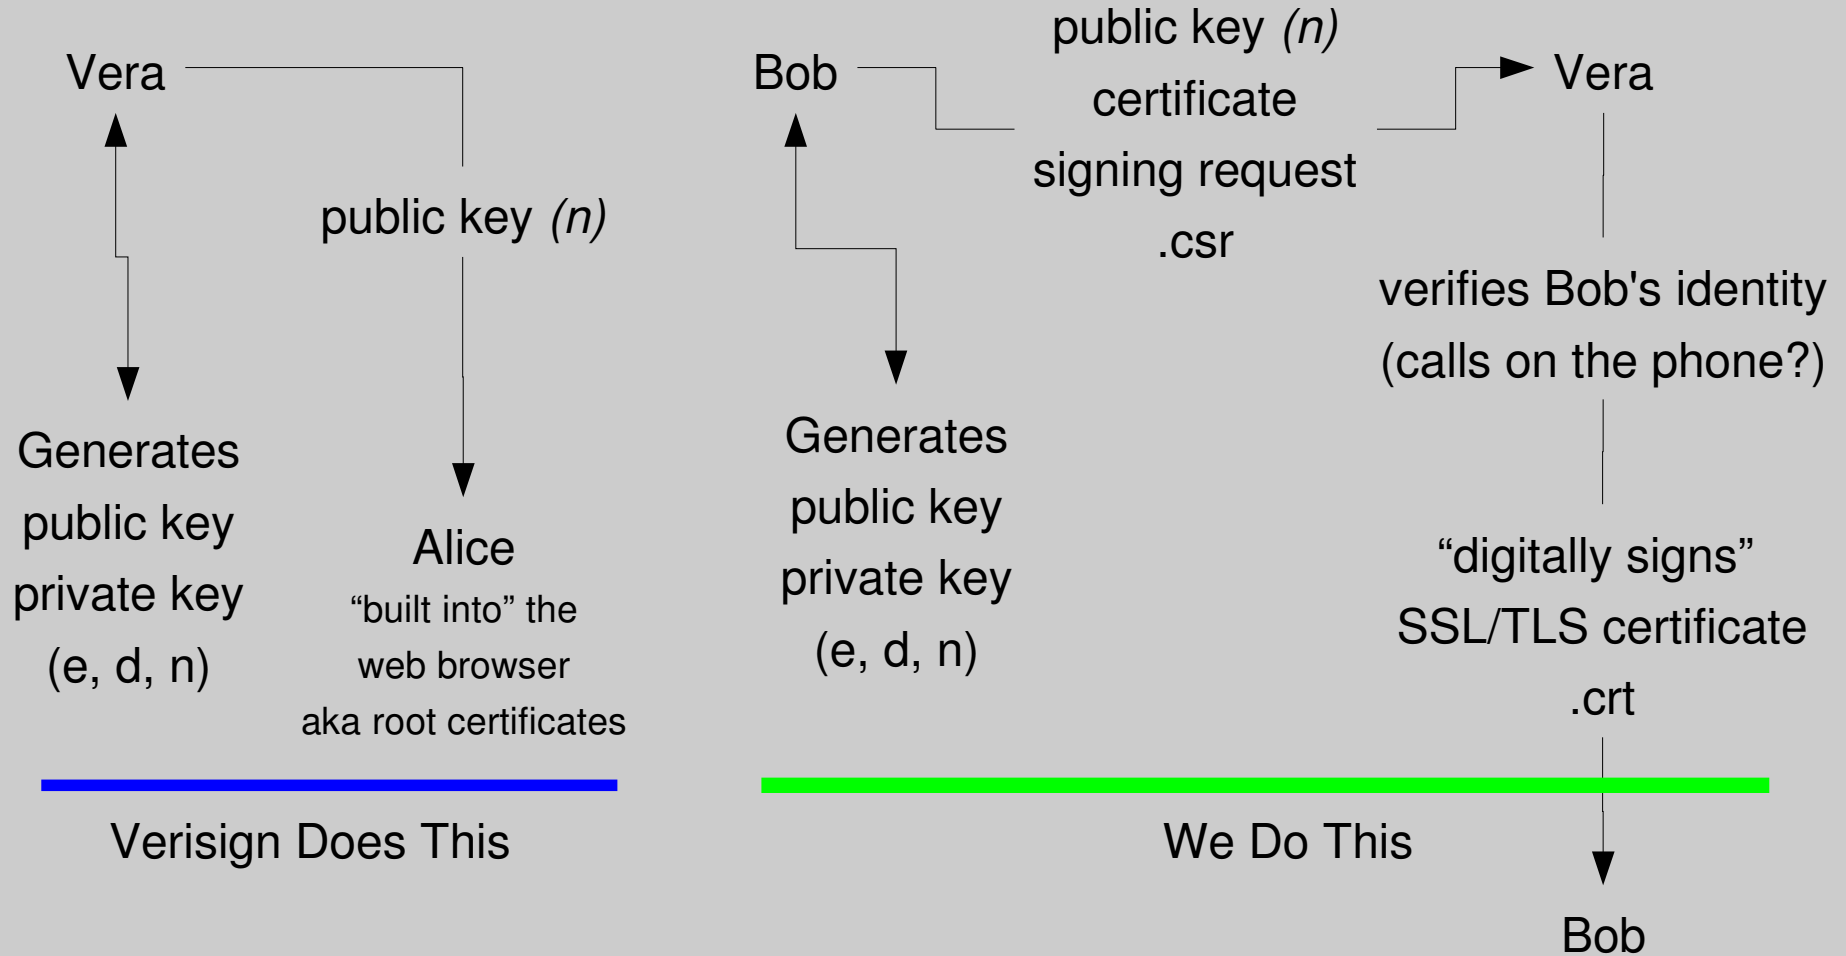 Vera
public key (n)
Generates
public key
private key
(e, d, n)
Alice
“built into” the
web browser
aka root certificates
Verisign Does This
Bob
public key (n)
certificate
signing request
.csr
Vera
Generates
public key
private key
(e, d, n)
verifies Bob's identity
(calls on the phone?)
“digitally signs”
SSL/TLS certificate
.crt
We Do This
Bob